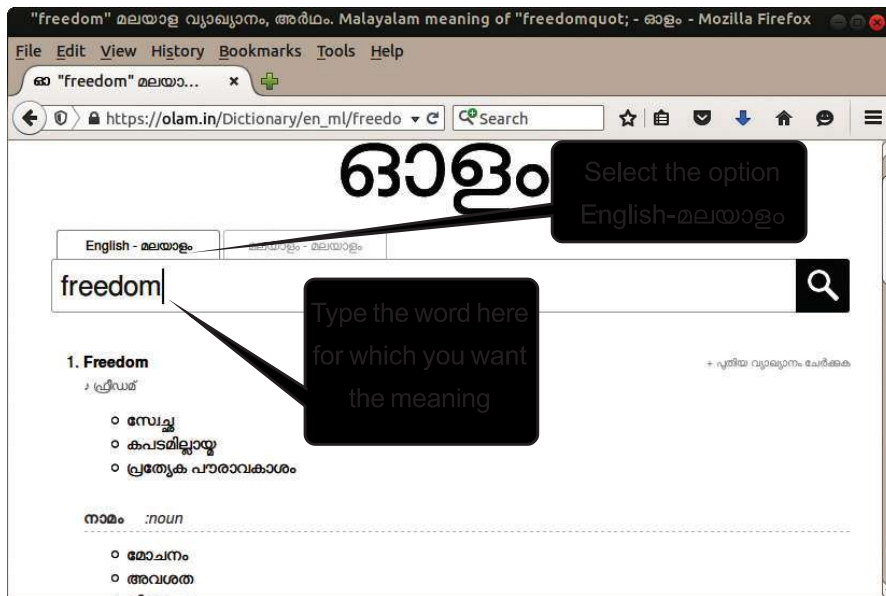 "freedom" മലയാള വ്യാഖ്യാനം, അർഥം. Malayalam meaning of "freedomquot; - ഓളം - Mozilla Firefox
File Edit View History Bookmarks Tools Help
ഓ "freedom" മലയാ...
https://olam.in/Dictionary/en_ml/freedo
Search
ഓളം
Select the option
English-മലയാളം
English - മലയാളം
മലയാളം - മലയാളം
freedom
Type the word here
for which you want
the meaning
1. Freedom
+ പുതിയ വ്യാഖ്യാനം ചേർക്കുക
♪ ഫ്രീഡമ്
സ്വേച്ഛ
കപടമില്ലായ്മ
പ്രത്യേക പൗരാവകാശം
നാമം :noun
മോചനം
അവശത